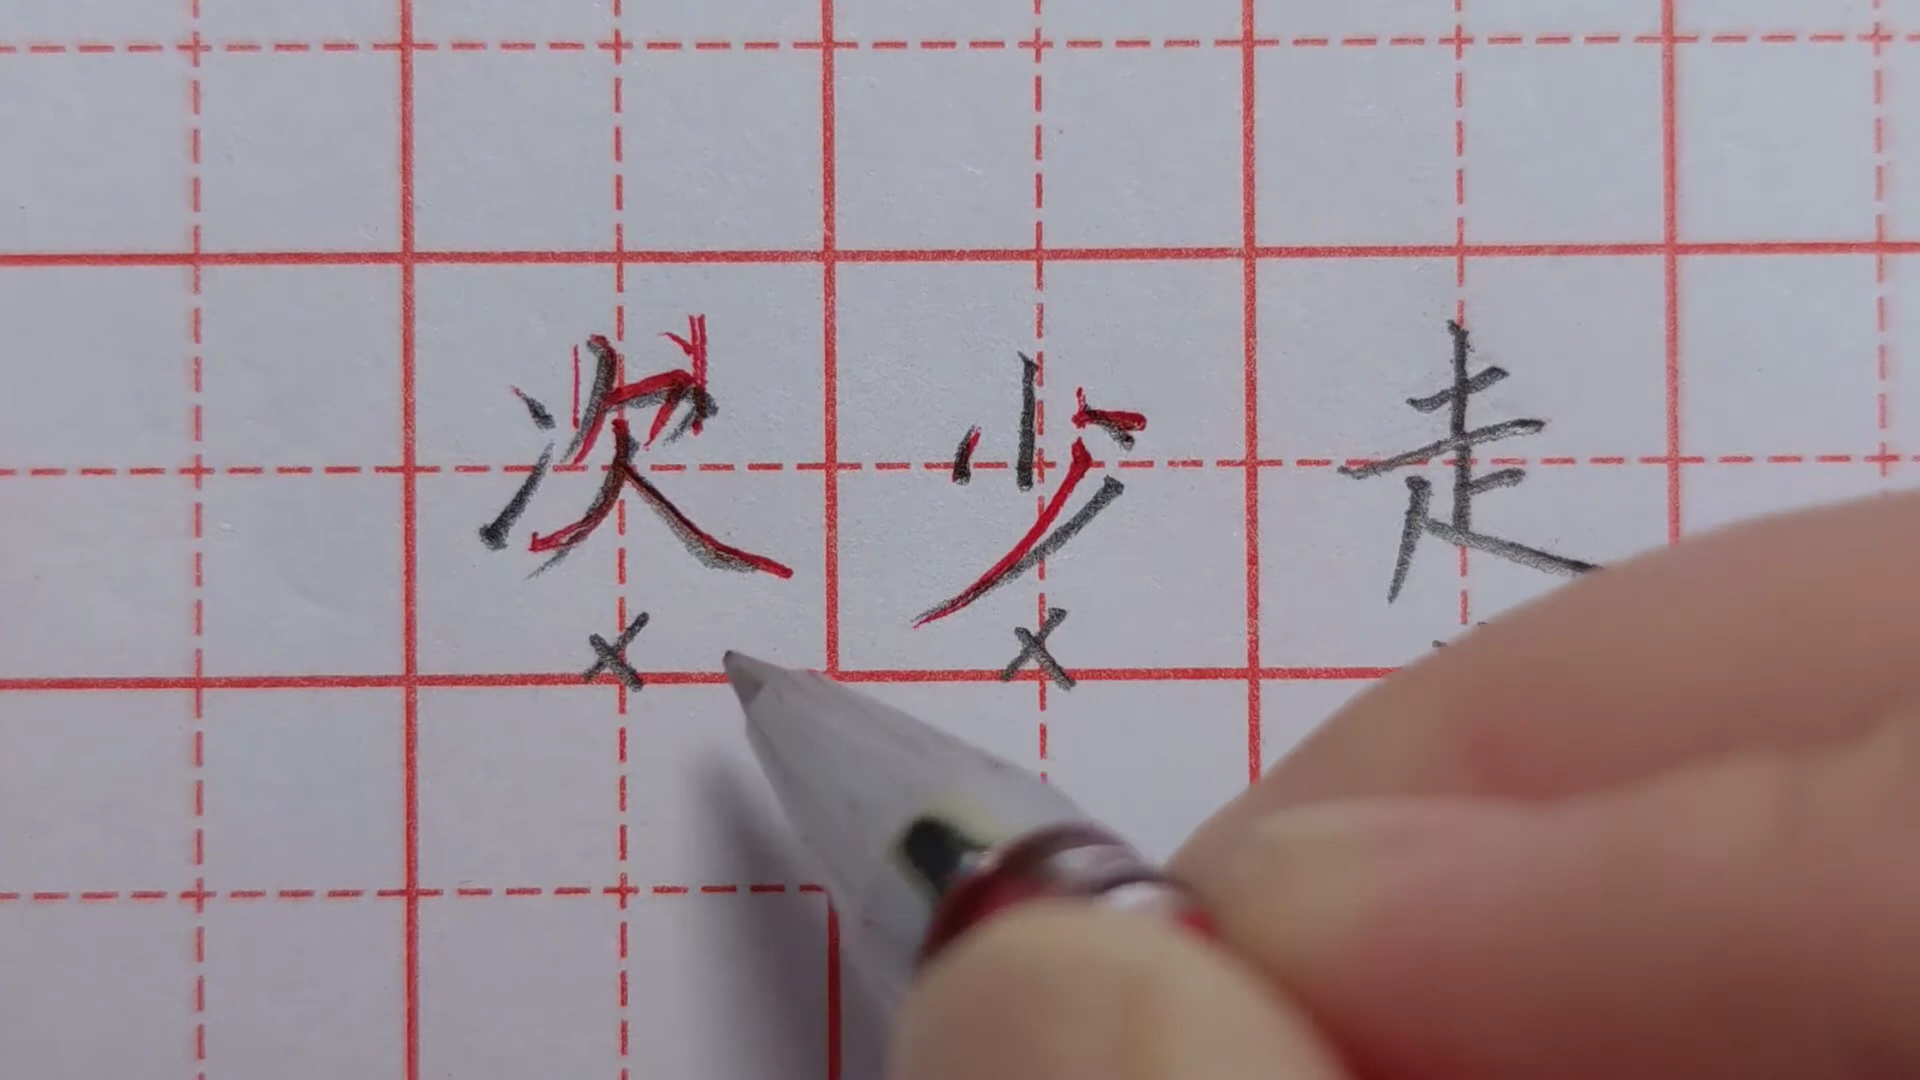 次 少 走
× ×